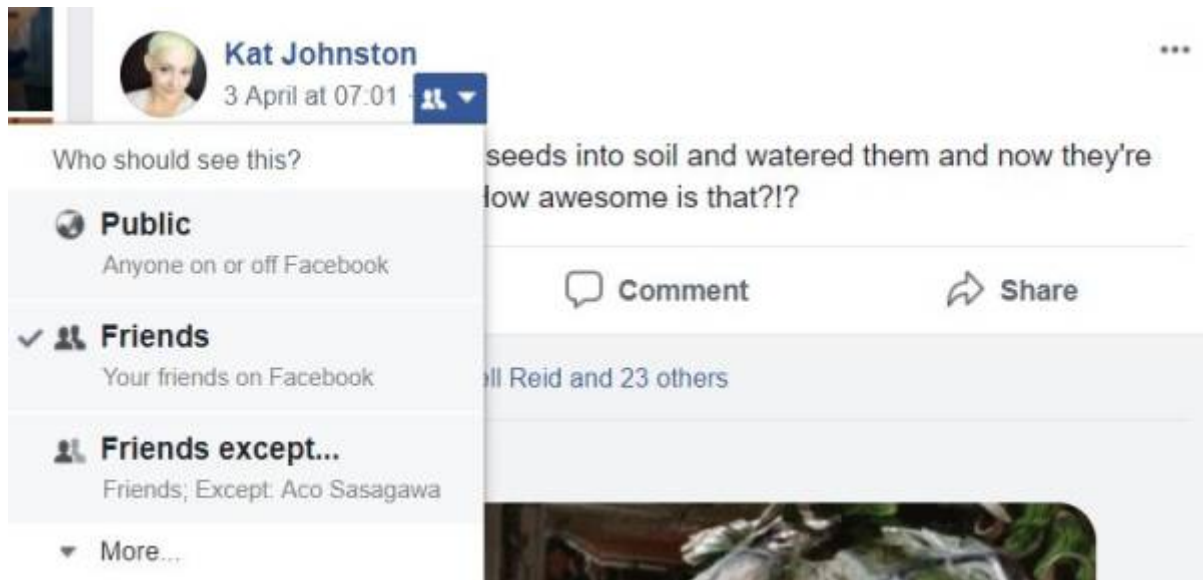 Kat Johnston
3 April at 07:01 ·
Who should see this?
Public
Anyone on or off Facebook
Friends
Your friends on Facebook
Friends except...
Friends; Except: Aco Sasagawa
More...
seeds into soil and watered them and now they're
awesome is that?!?
Comment
Share
Reid and 23 others